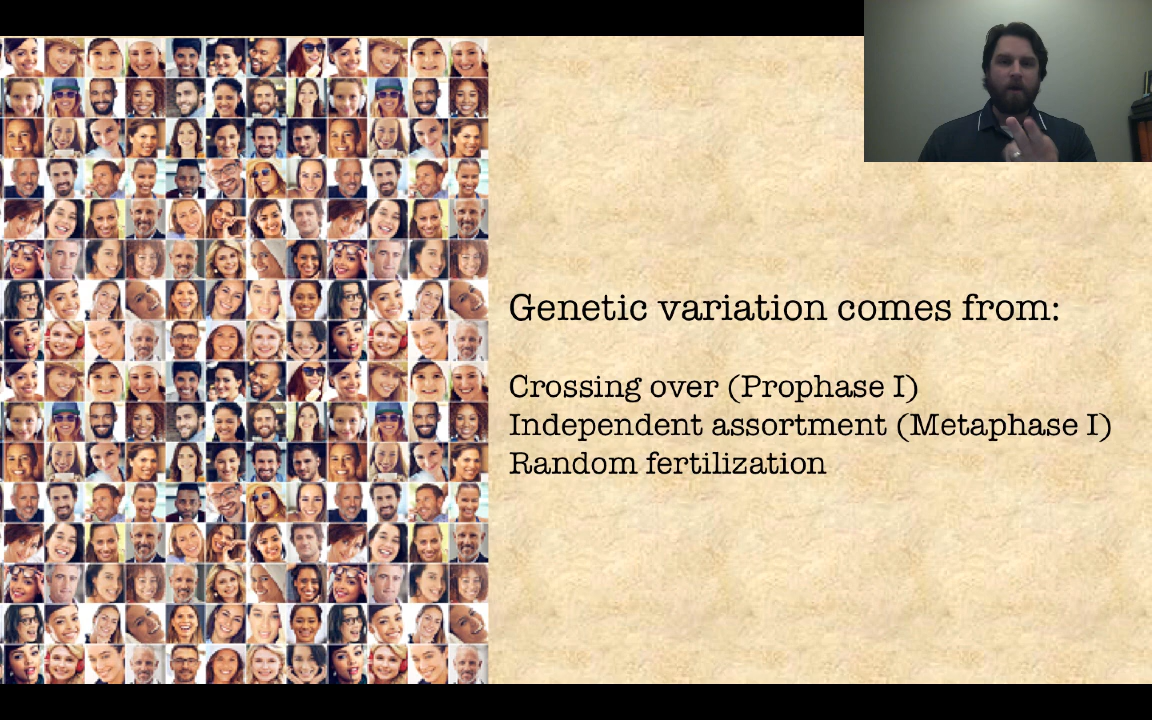 Genetic variation comes from:
Crossing over (Prophase I)
Independent assortment (Metaphase I)
Random fertilization